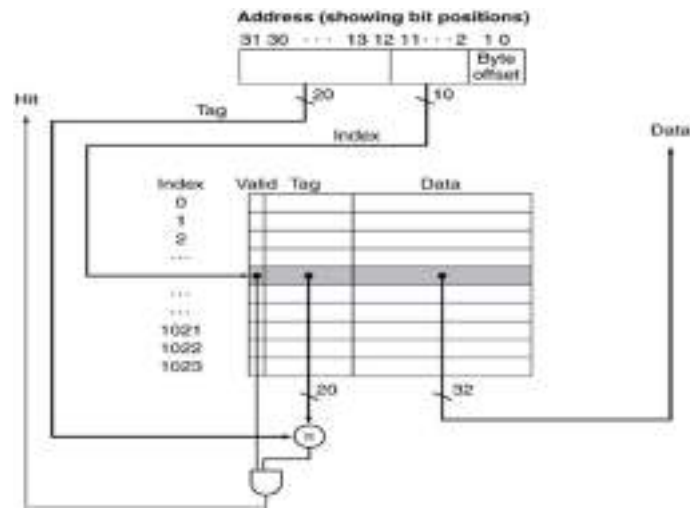 Address (showing bit positions)
31 30 ··· 13 12 11 ··· 2 1 0
Byte
offset
Hit
20
10
Tag
Index
Data
Index Valid Tag Data
0
1
2
...
...
...
1021
1022
1023
20
32
=